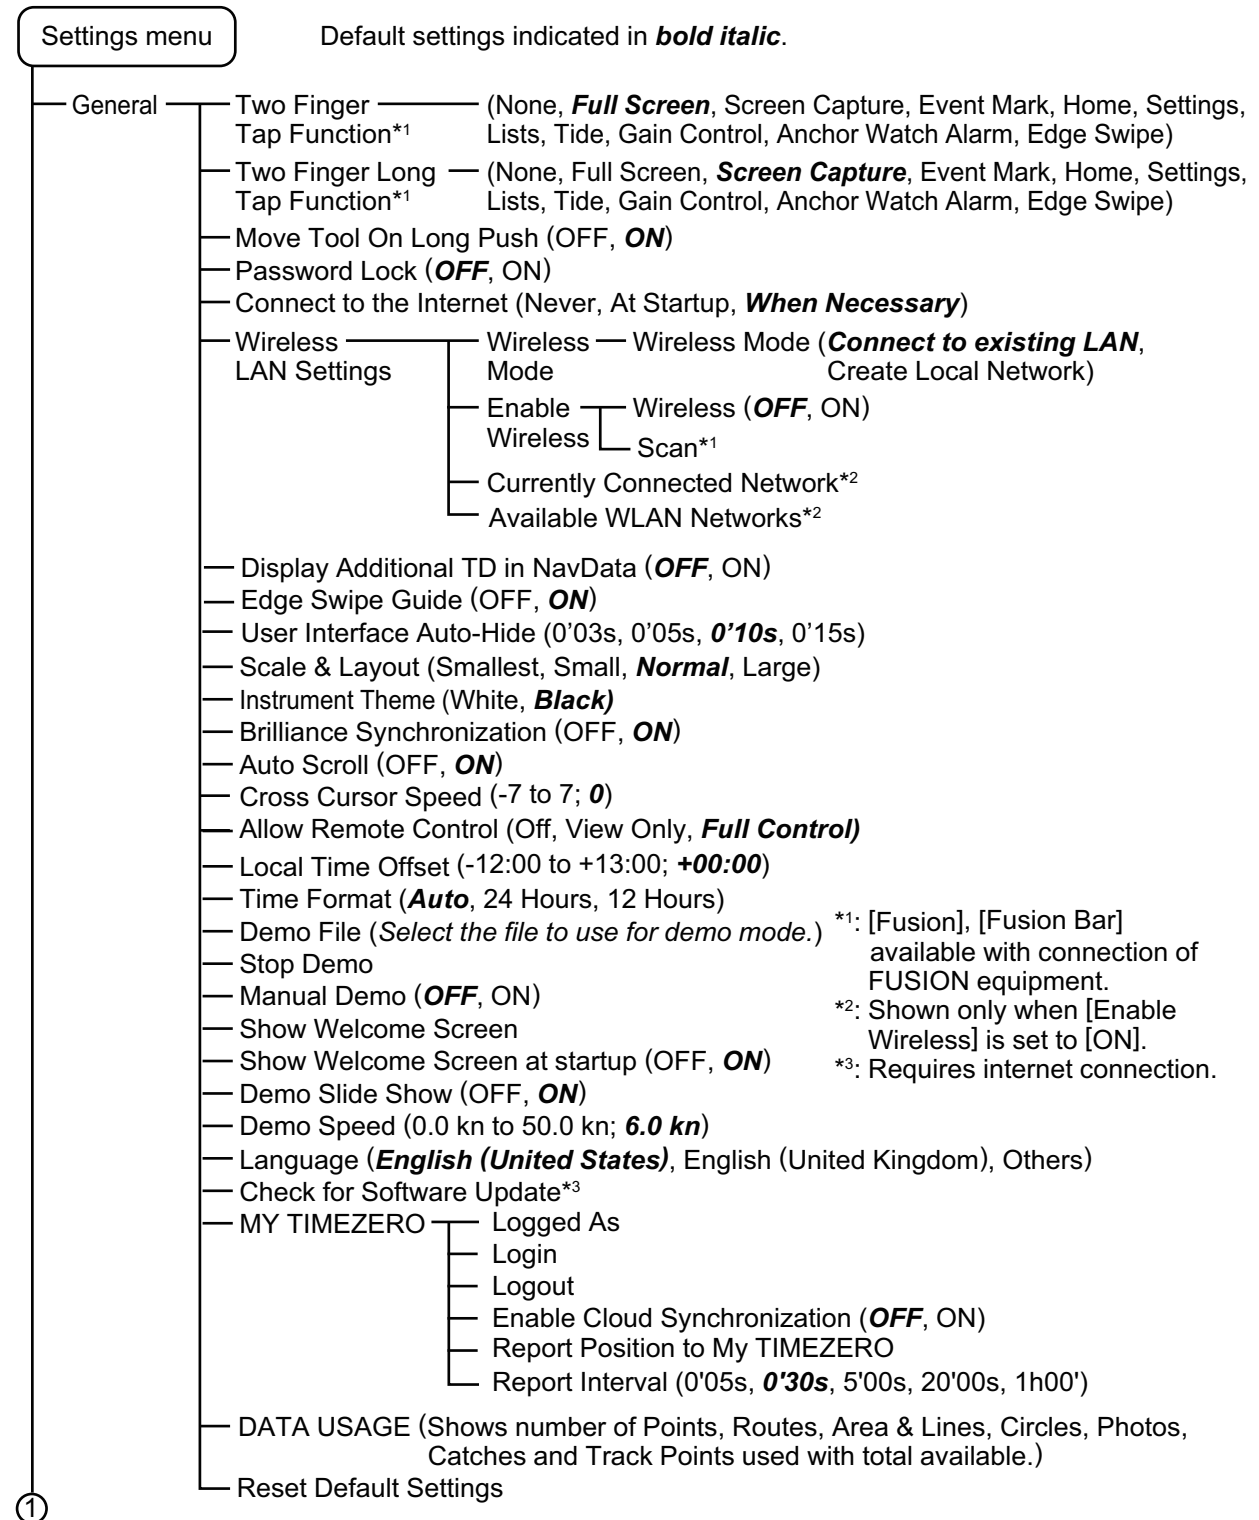 Settings menu
Default settings indicated in bold italic.
General
Two Finger
Tap Function*1
(None, Full Screen, Screen Capture, Event Mark, Home, Settings,
Lists, Tide, Gain Control, Anchor Watch Alarm, Edge Swipe)
Two Finger Long
Tap Function*1
(None, Full Screen, Screen Capture, Event Mark, Home, Settings,
Lists, Tide, Gain Control, Anchor Watch Alarm, Edge Swipe)
Move Tool On Long Push (OFF, ON)
Password Lock (OFF, ON)
Connect to the Internet (Never, At Startup, When Necessary)
Wireless
LAN Settings
Wireless
Mode
Wireless Mode (Connect to existing LAN,
Create Local Network)
Enable
Wireless
Wireless (OFF, ON)
Scan*1
Currently Connected Network*2
Available WLAN Networks*2
Display Additional TD in NavData (OFF, ON)
Edge Swipe Guide (OFF, ON)
User Interface Auto-Hide (0’03s, 0’05s, 0’10s, 0’15s)
Scale & Layout (Smallest, Small, Normal, Large)
Instrument Theme (White, Black)
Brilliance Synchronization (OFF, ON)
Auto Scroll (OFF, ON)
Cross Cursor Speed (-7 to 7; 0)
Allow Remote Control (Off, View Only, Full Control)
Local Time Offset (-12:00 to +13:00; +00:00)
Time Format (Auto, 24 Hours, 12 Hours)
Demo File (Select the file to use for demo mode.)
Stop Demo
Manual Demo (OFF, ON)
Show Welcome Screen
Show Welcome Screen at startup (OFF, ON)
Demo Slide Show (OFF, ON)
Demo Speed (0.0 kn to 50.0 kn; 6.0 kn)
Language (English (United States), English (United Kingdom), Others)
Check for Software Update*3
*1: [Fusion], [Fusion Bar]
available with connection of
FUSION equipment.
*2: Shown only when [Enable
Wireless] is set to [ON].
*3: Requires internet connection.
MY TIMEZERO
Logged As
Login
Logout
Enable Cloud Synchronization (OFF, ON)
Report Position to My TIMEZERO
Report Interval (0'05s, 0'30s, 5'00s, 20'00s, 1h00')
DATA USAGE (Shows number of Points, Routes, Area & Lines, Circles, Photos,
Catches and Track Points used with total available.)
Reset Default Settings
1